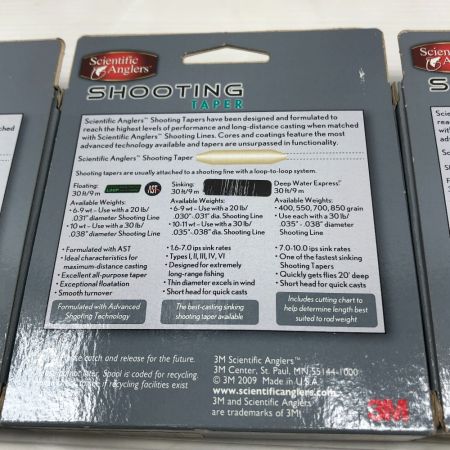 Scientific
Anglers™
SHOOTING
TAPER
Scientific Anglers™ Shooting Tapers have been designed and formulated to
reach the highest levels of performance and long-distance casting when matched
with Scientific Anglers™ Shooting Lines. Cores and coatings feature the most
advanced technology available and tapers are unsurpassed in functionality.
Scientific Anglers™ Shooting Taper
Shooting tapers are usually attached to a shooting line with a loop-to-loop system.
Floating:
30 ft/9 m
AST
Available Weights:
• 6-9 wt – Use with a 20 lb/
.031" diameter Shooting Line
• 10 wt – Use with a 30 lb/
.038" diameter Shooting Line
• Formulated with AST
• Ideal characteristics for
maximum-distance casting
• Excellent all-purpose taper
• Exceptional floatation
• Smooth turnover
Formulated with Advanced
Shooting Technology
Sinking:
30 ft/9 m
Available Weights:
• 6-9 wt – Use with a 20 lb/
.030"-.031" dia. Shooting Line
• 10-11 wt – Use with a 30 lb/
.035"-.038" dia. Shooting Line
• 1.6-7.0 ips sink rates
• Types I, II, III, IV, VI
• Designed for extremely
long-range fishing
• Thin diameter excels in wind
• Short head for quick casts
The best-casting sinking
shooting taper available
Deep Water Express™
30 ft/9 m
Available Weights:
• 400, 550, 700, 850 grain
• Use each with a 30 lb/
.035" - .038" diameter
Shooting Line
• 7.0-10.0 ips sink rates
• One of the fastest sinking
Shooting Tapers
• Quickly gets flies 20' deep
• Short head for quick casts
Includes cutting chart to
help determine length best
suited to rod weight
catch and release for the future.
not litter. Spool is coded for recycling.
if recycling facilities exist
3M Scientific Anglers™
3M Center, St. Paul, MN 55144-1000
© 3M 2009 Made in U.S.A.
www.scientificanglers.com
3M and Scientific Anglers
are trademarks of 3M.
3M